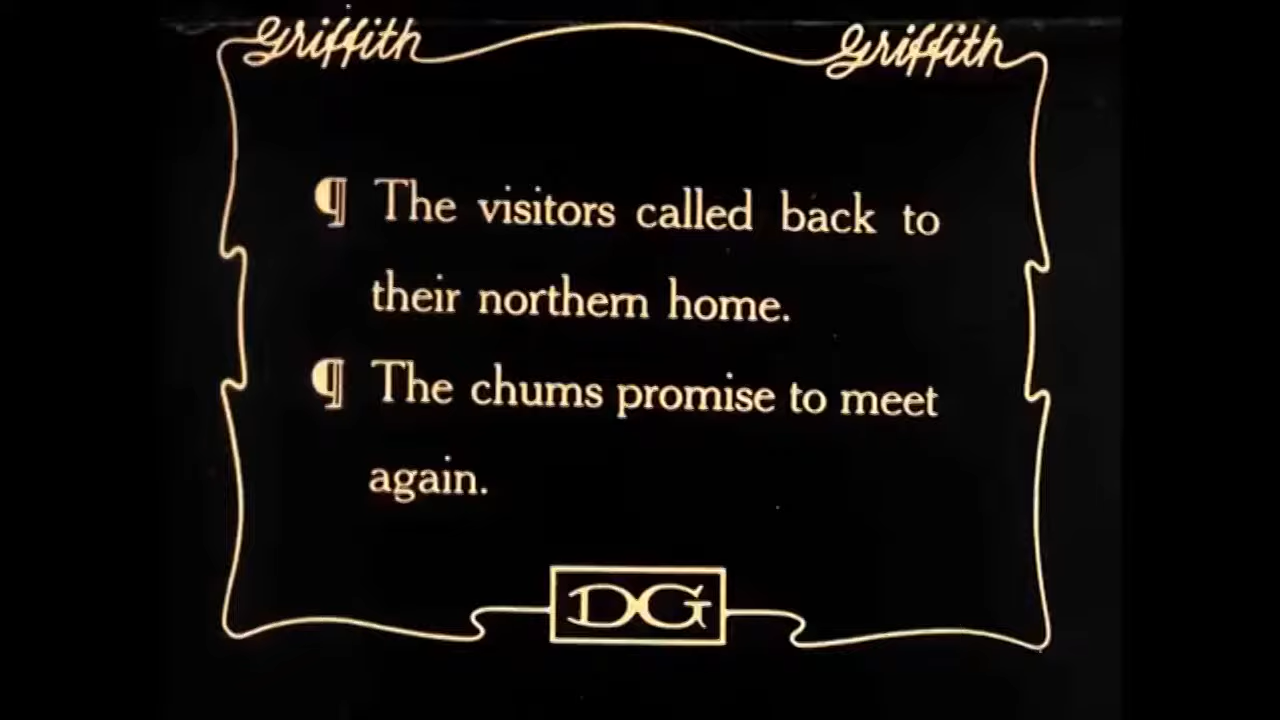 Griffith Griffith
¶ The visitors called back to
their northern home.
¶ The chums promise to meet
again.
DG